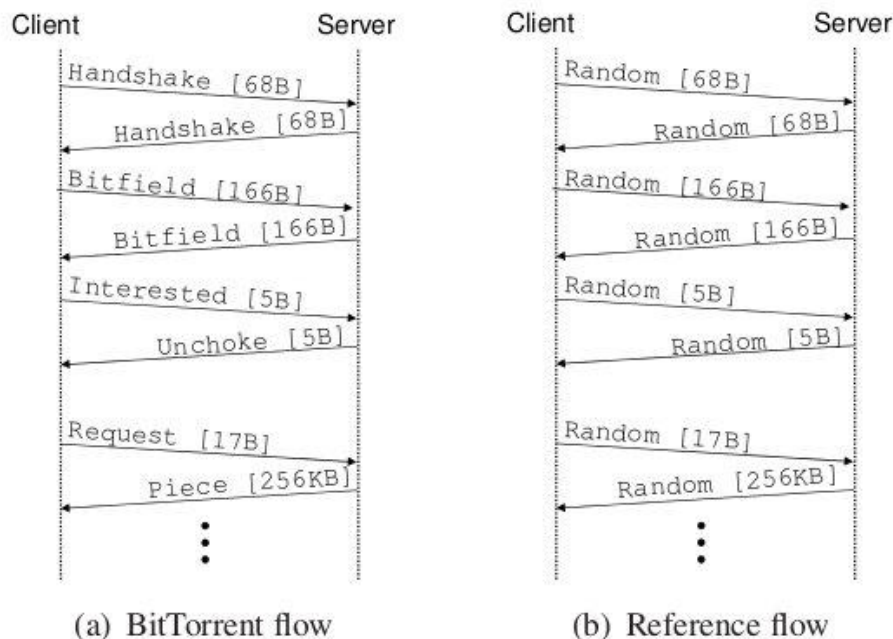 Client Server
Handshake [68B]
Handshake [68B]
Bitfield [166B]
Bitfield [166B]
Interested [5B]
Unchoke [5B]
Request [17B]
Piece [256KB]
(a) BitTorrent flow
Client Server
Random [68B]
Random [68B]
Random [166B]
Random [166B]
Random [5B]
Random [5B]
Random [17B]
Random [256KB]
(b) Reference flow